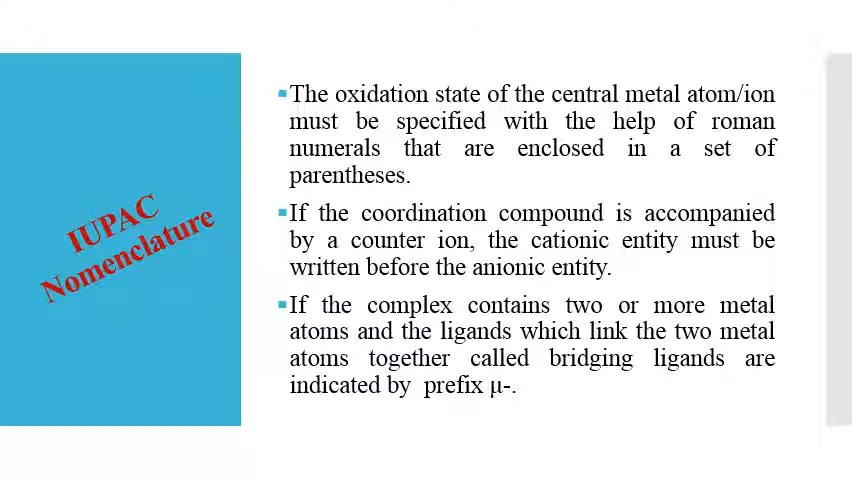 IUPAC
Nomenclature
▪The oxidation state of the central metal atom/ion
must be specified with the help of roman
numerals that are enclosed in a set of
parentheses.
▪If the coordination compound is accompanied
by a counter ion, the cationic entity must be
written before the anionic entity.
▪If the complex contains two or more metal
atoms and the ligands which link the two metal
atoms together called bridging ligands are
indicated by prefix μ-.